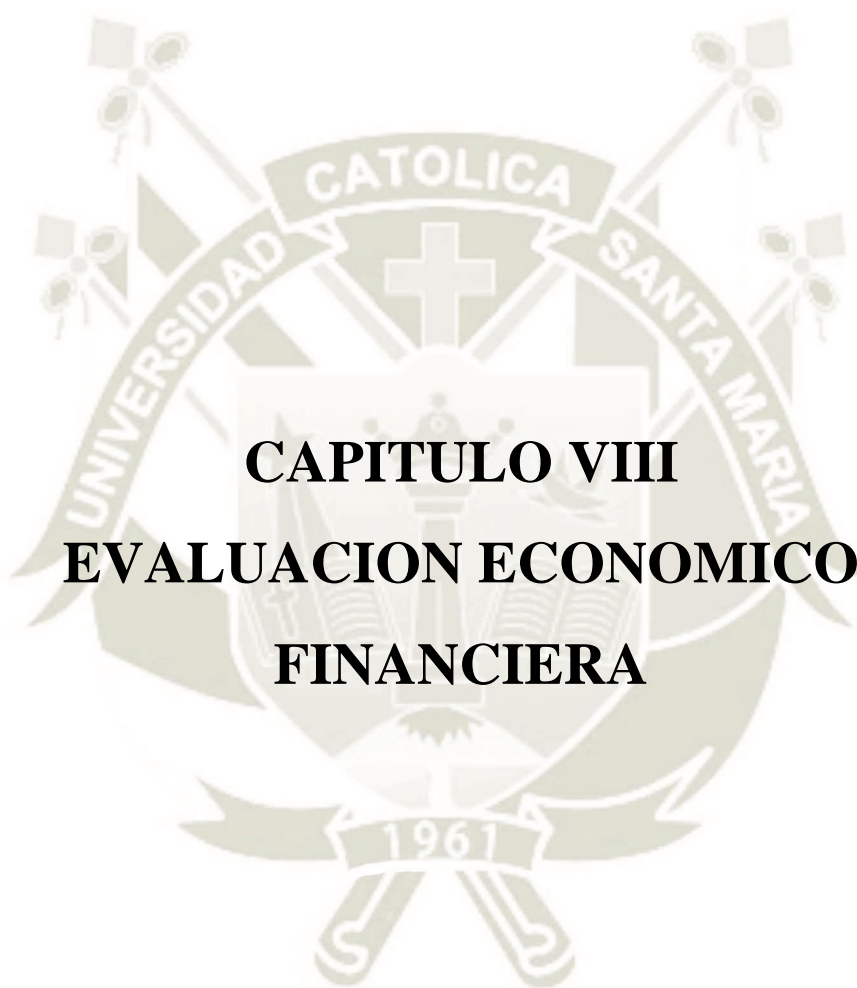 UNIVERSIDAD CATOLICA SANTA MARIA
CAPITULO VIII
EVALUACION ECONOMICO
FINANCIERA
1961